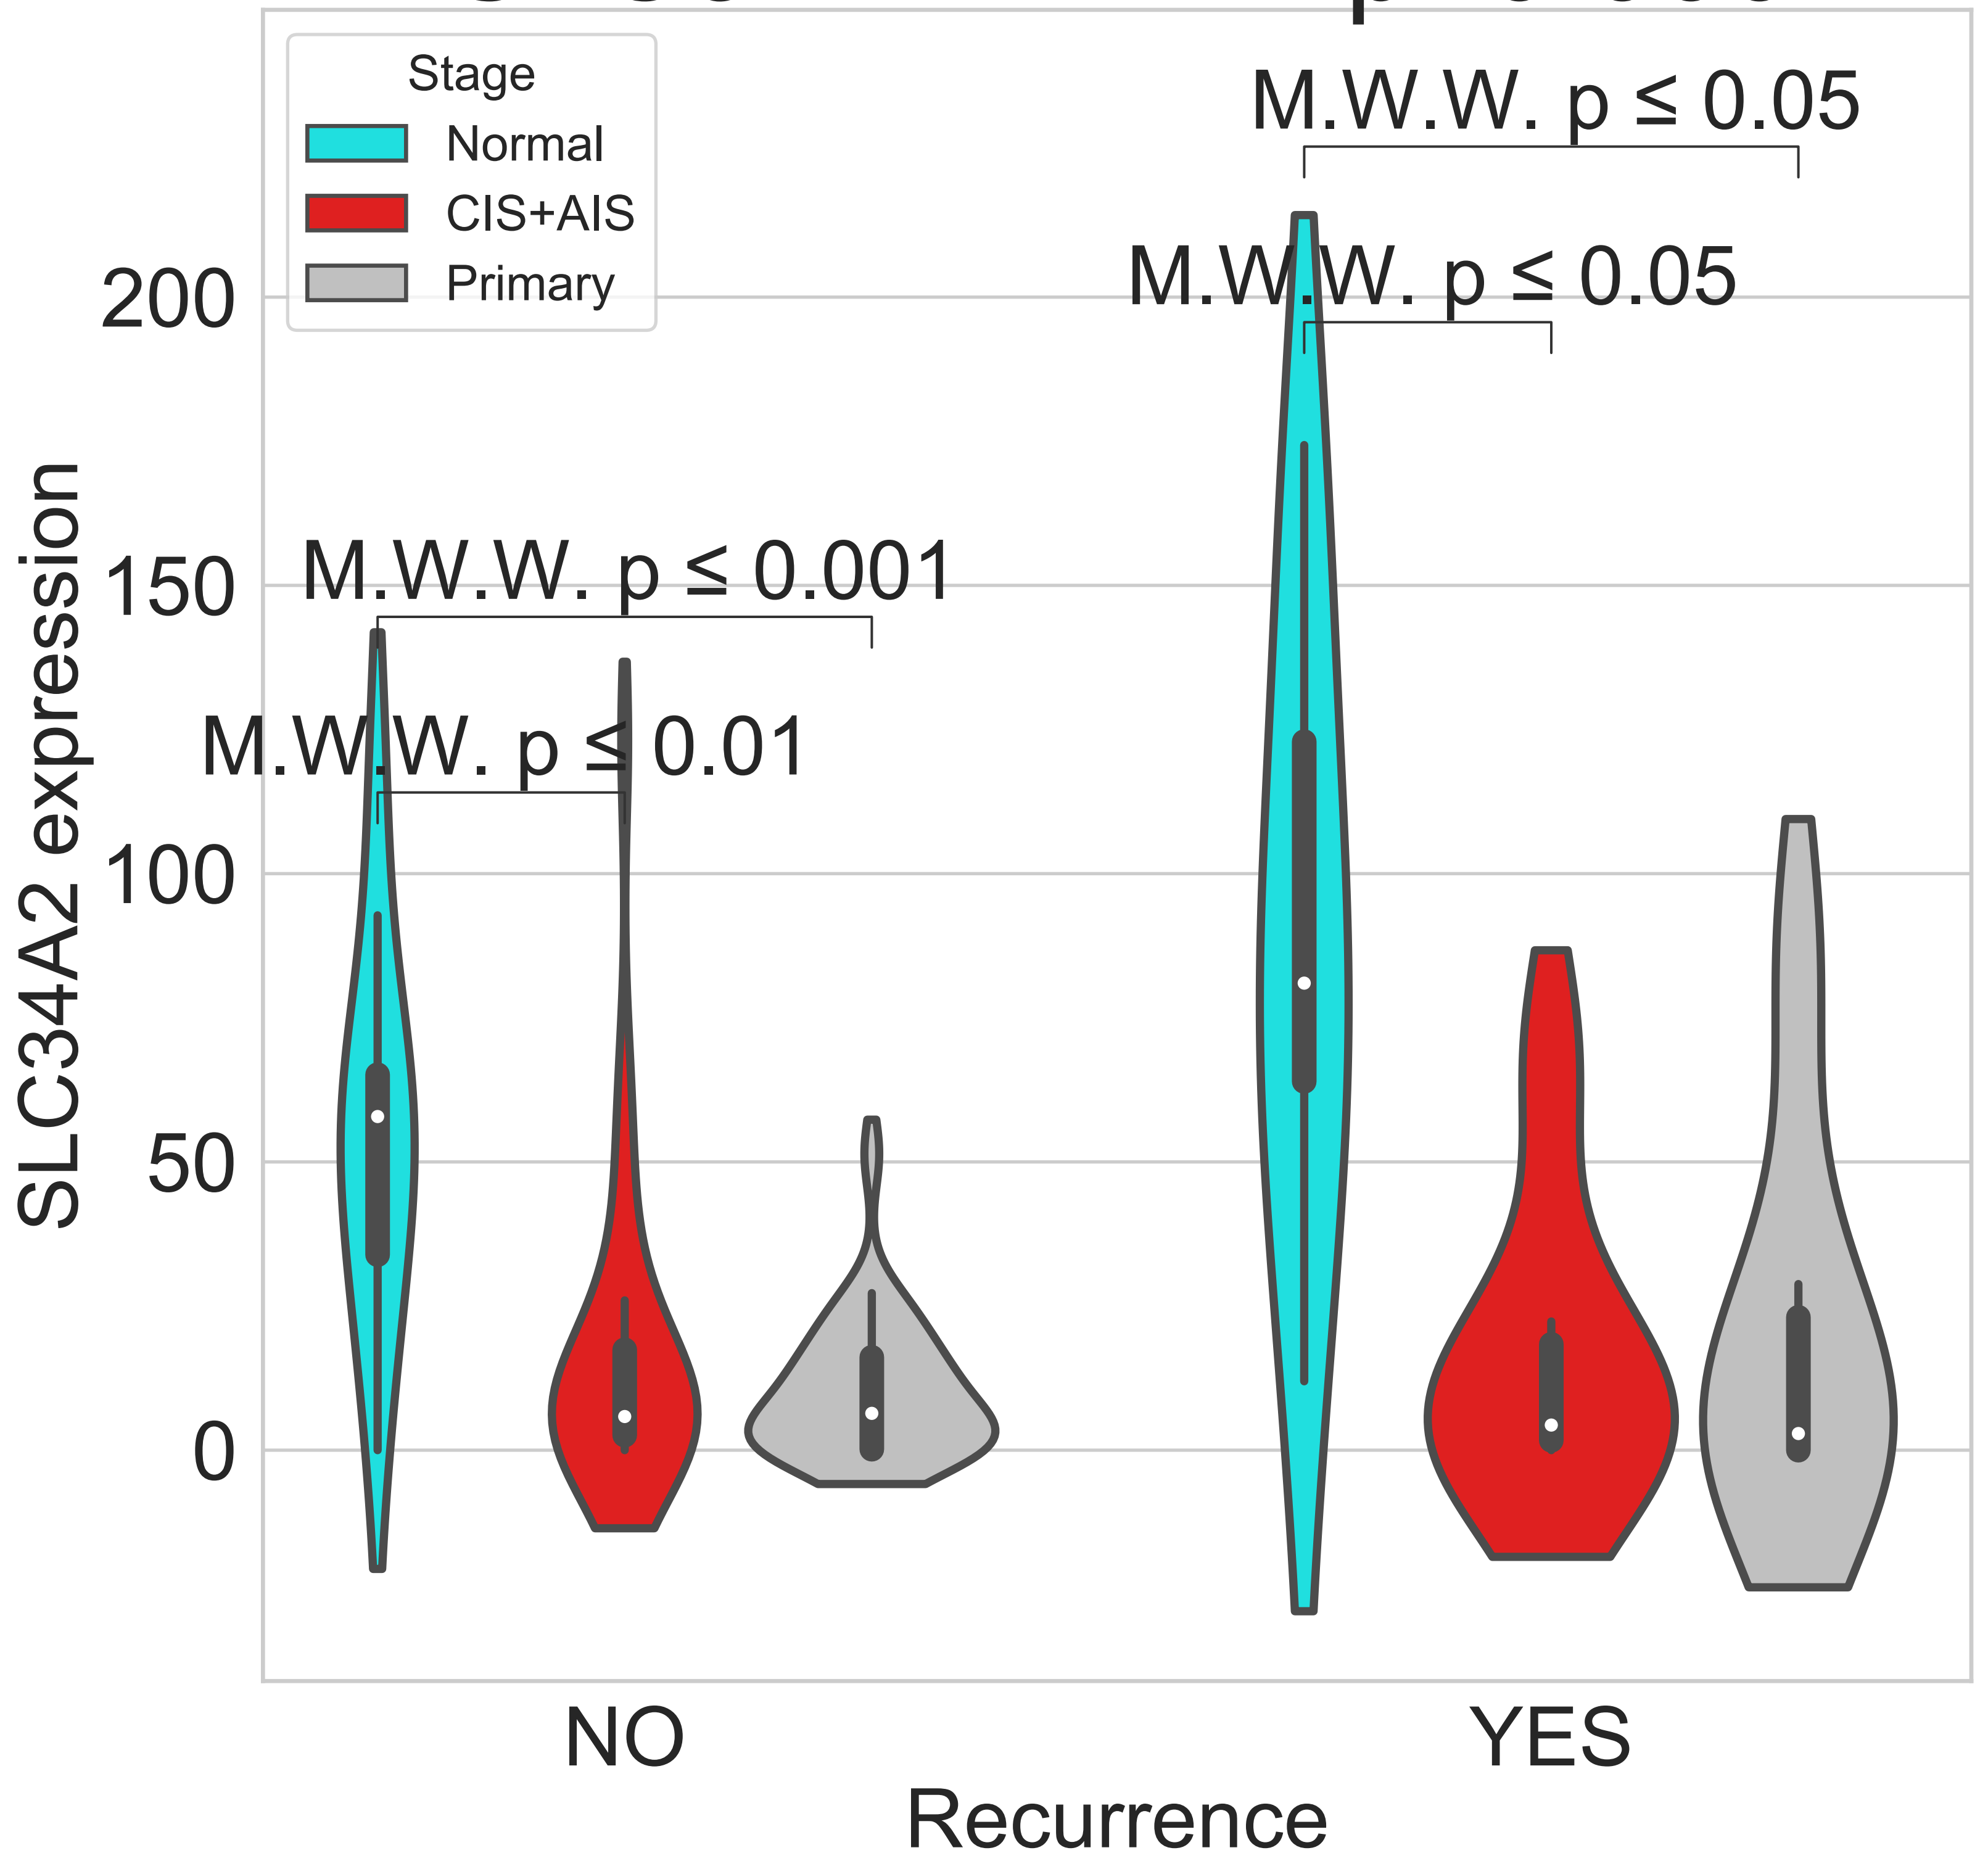 Stage
Normal
CIS+AIS
Primary
M.W.W. p ≤ 0.05
M.W.W. p ≤ 0.05
M.W.W. p ≤ 0.001
M.W.W. p ≤ 0.01
SLC34A2 expression
200
150
100
50
0
NO
YES
Recurrence